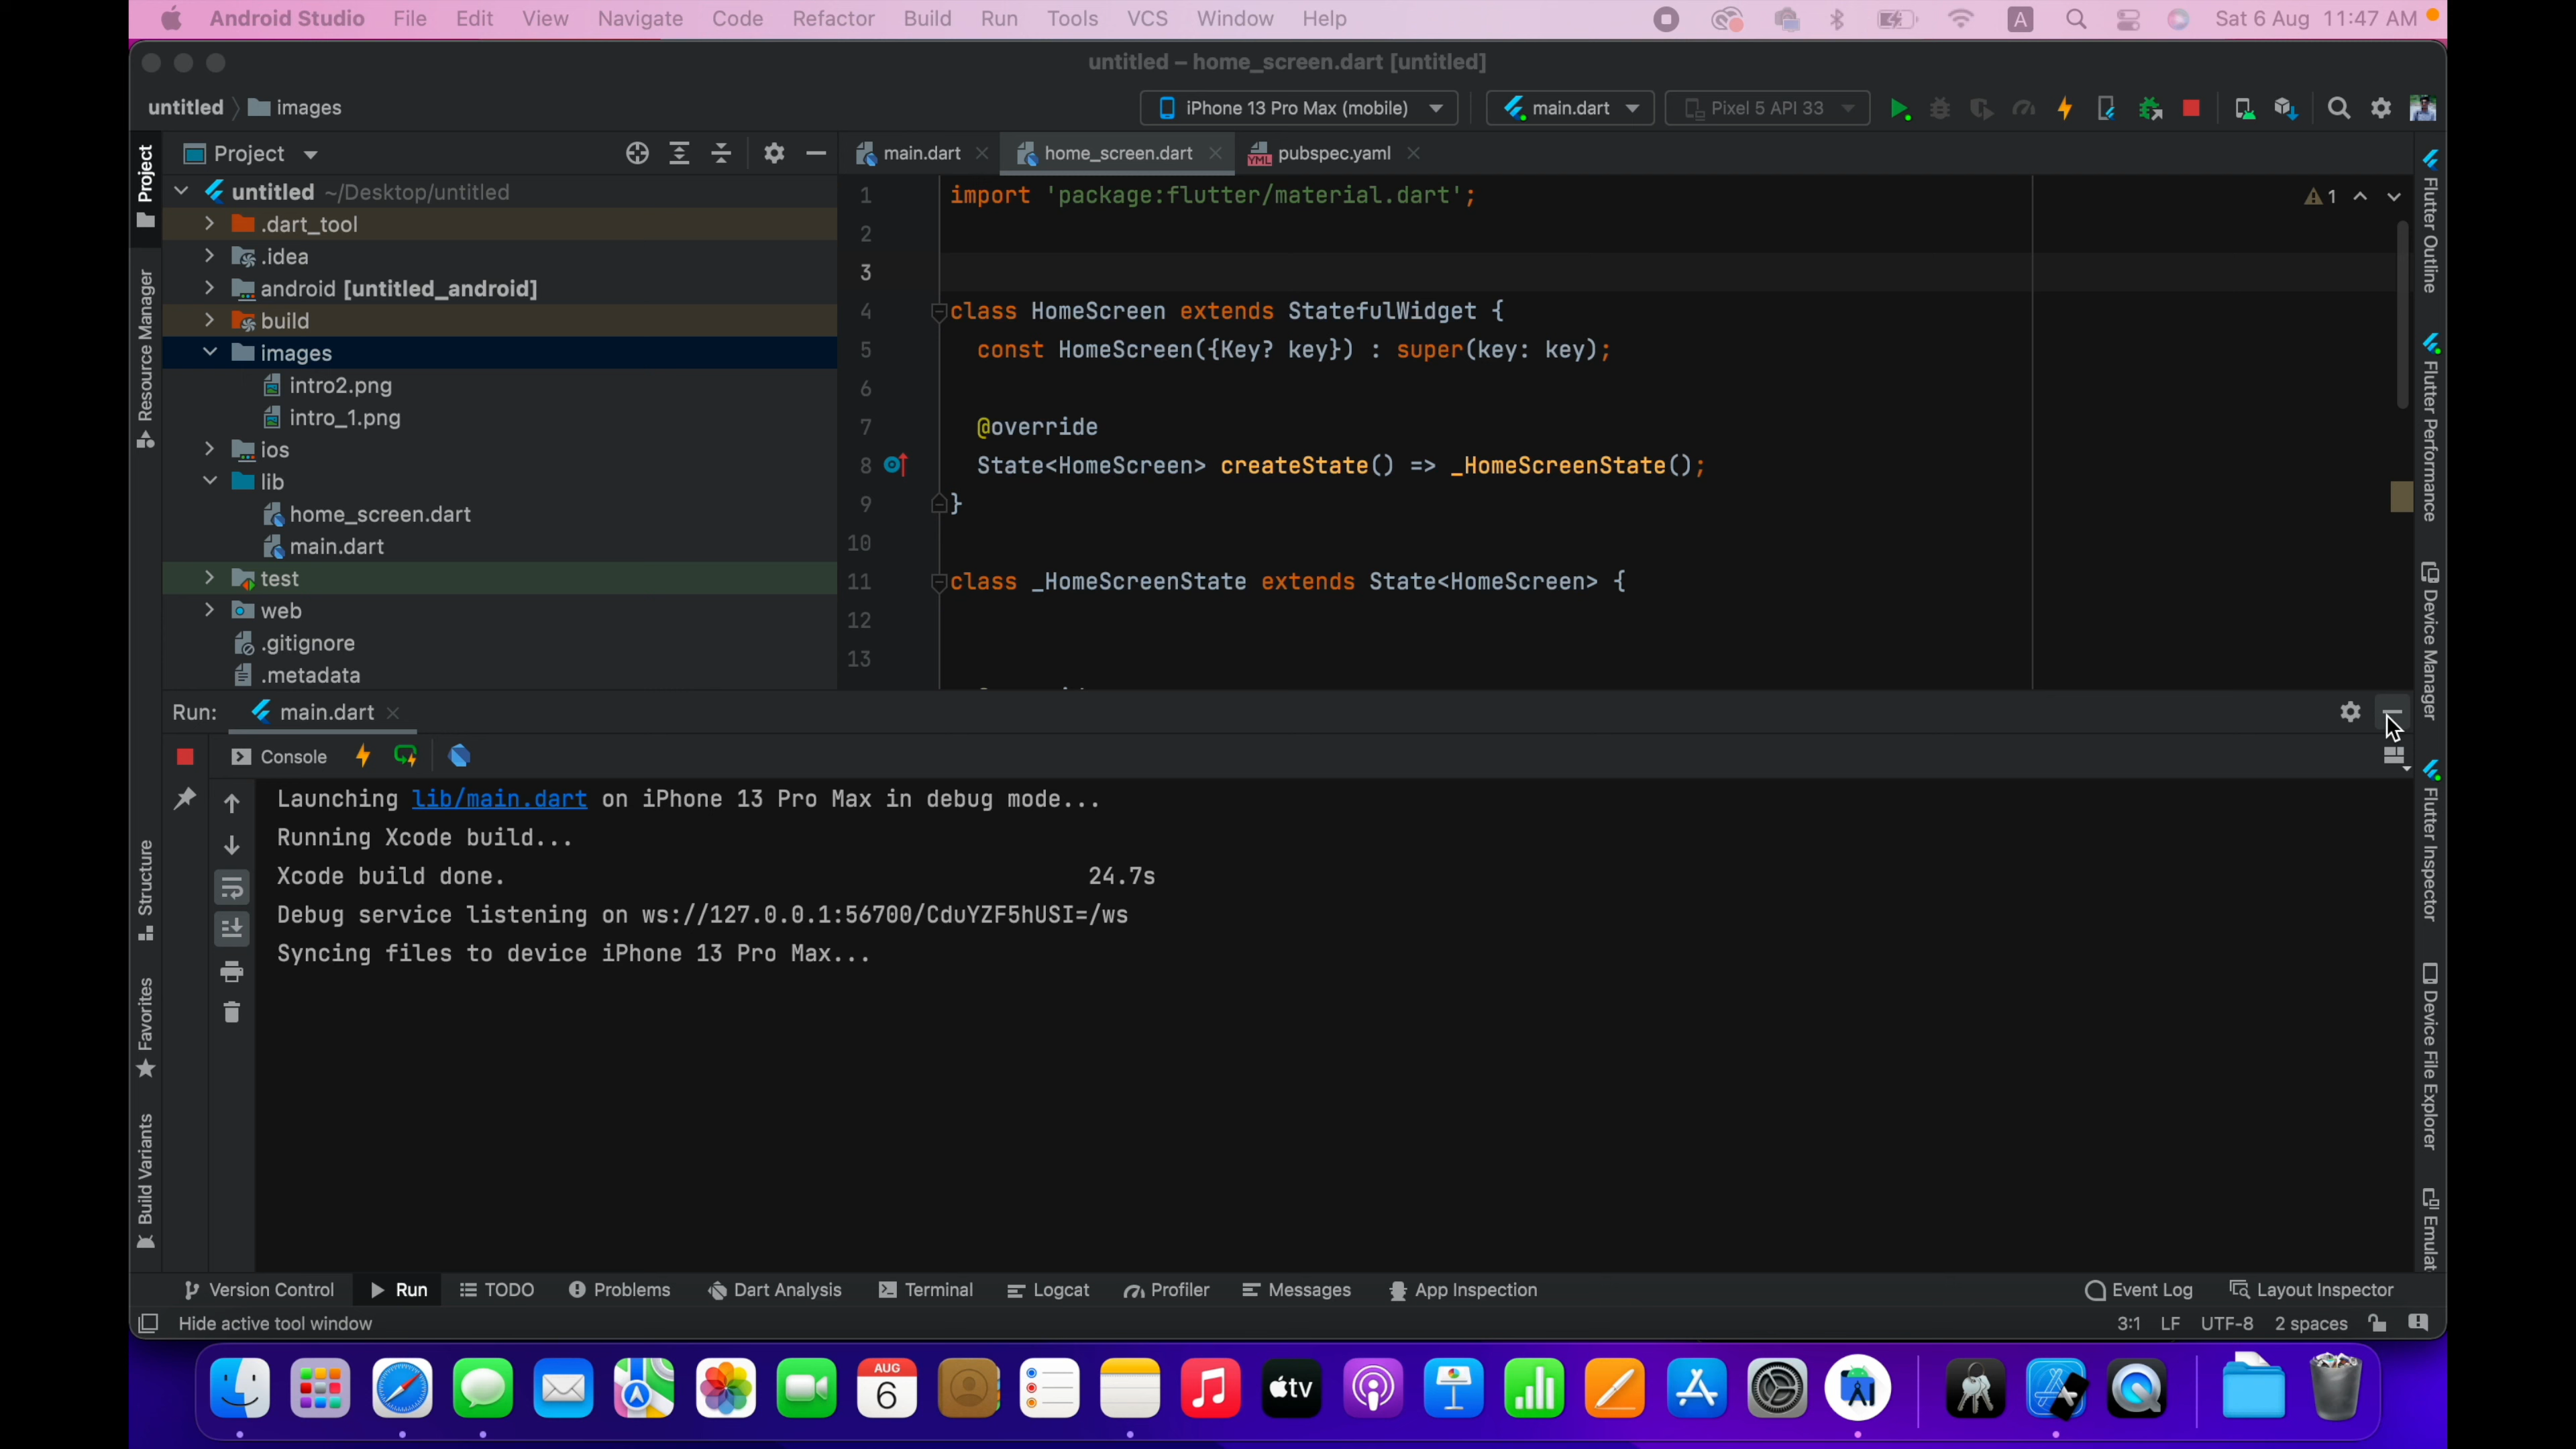 Android Studio File Edit View Navigate Code Refactor Build Run Tools VCS Window Help A Sat 6 Aug 11:47 AM
untitled – home_screen.dart [untitled]
untitled images iPhone 13 Pro Max (mobile) main.dart Pixel 5 API 33
Project main.dart home_screen.dart YML pubspec.yaml
untitled ~/Desktop/untitled
.dart_tool
.idea
android [untitled_android]
build
images
intro2.png
intro_1.png
ios
lib
home_screen.dart
main.dart
test
web
.gitignore
.metadata
1 import 'package:flutter/material.dart';
2
3
4 class HomeScreen extends StatefulWidget {
5 const HomeScreen({Key? key}) : super(key: key);
6
7 @override
8 State<HomeScreen> createState() => _HomeScreenState();
9 }
10
11 class _HomeScreenState extends State<HomeScreen> {
12
13
1
Project
Resource Manager
Structure
Favorites
Build Variants
Flutter Outline
Flutter Performance
Device Manager
Flutter Inspector
Device File Explorer
Emulat
Run: main.dart
Console
Launching lib/main.dart on iPhone 13 Pro Max in debug mode...
Running Xcode build...
Xcode build done. 24.7s
Debug service listening on ws://127.0.0.1:56700/CduYZF5hUSI=/ws
Syncing files to device iPhone 13 Pro Max...
Version Control Run TODO Problems Dart Analysis Terminal Logcat Profiler Messages App Inspection Event Log Layout Inspector
Hide active tool window 3:1 LF UTF-8 2 spaces
AUG
6
tv